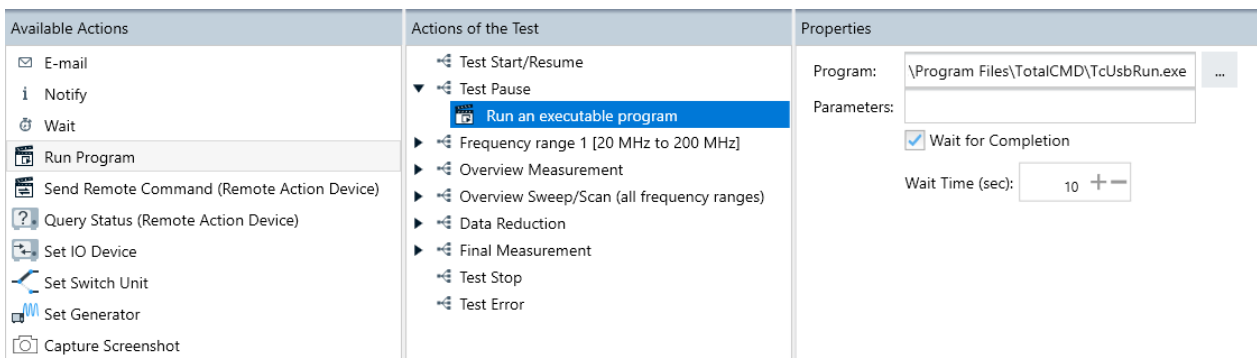 Available Actions
E-mail
Notify
Wait
Run Program
Send Remote Command (Remote Action Device)
Query Status (Remote Action Device)
Set IO Device
Set Switch Unit
Set Generator
Capture Screenshot
Actions of the Test
Test Start/Resume
Test Pause
Run an executable program
Frequency range 1 [20 MHz to 200 MHz]
Overview Measurement
Overview Sweep/Scan (all frequency ranges)
Data Reduction
Final Measurement
Test Stop
Test Error
Properties
Program: \Program Files\TotalCMD\TcUsbRun.exe ...
Parameters:
Wait for Completion
Wait Time (sec): 10